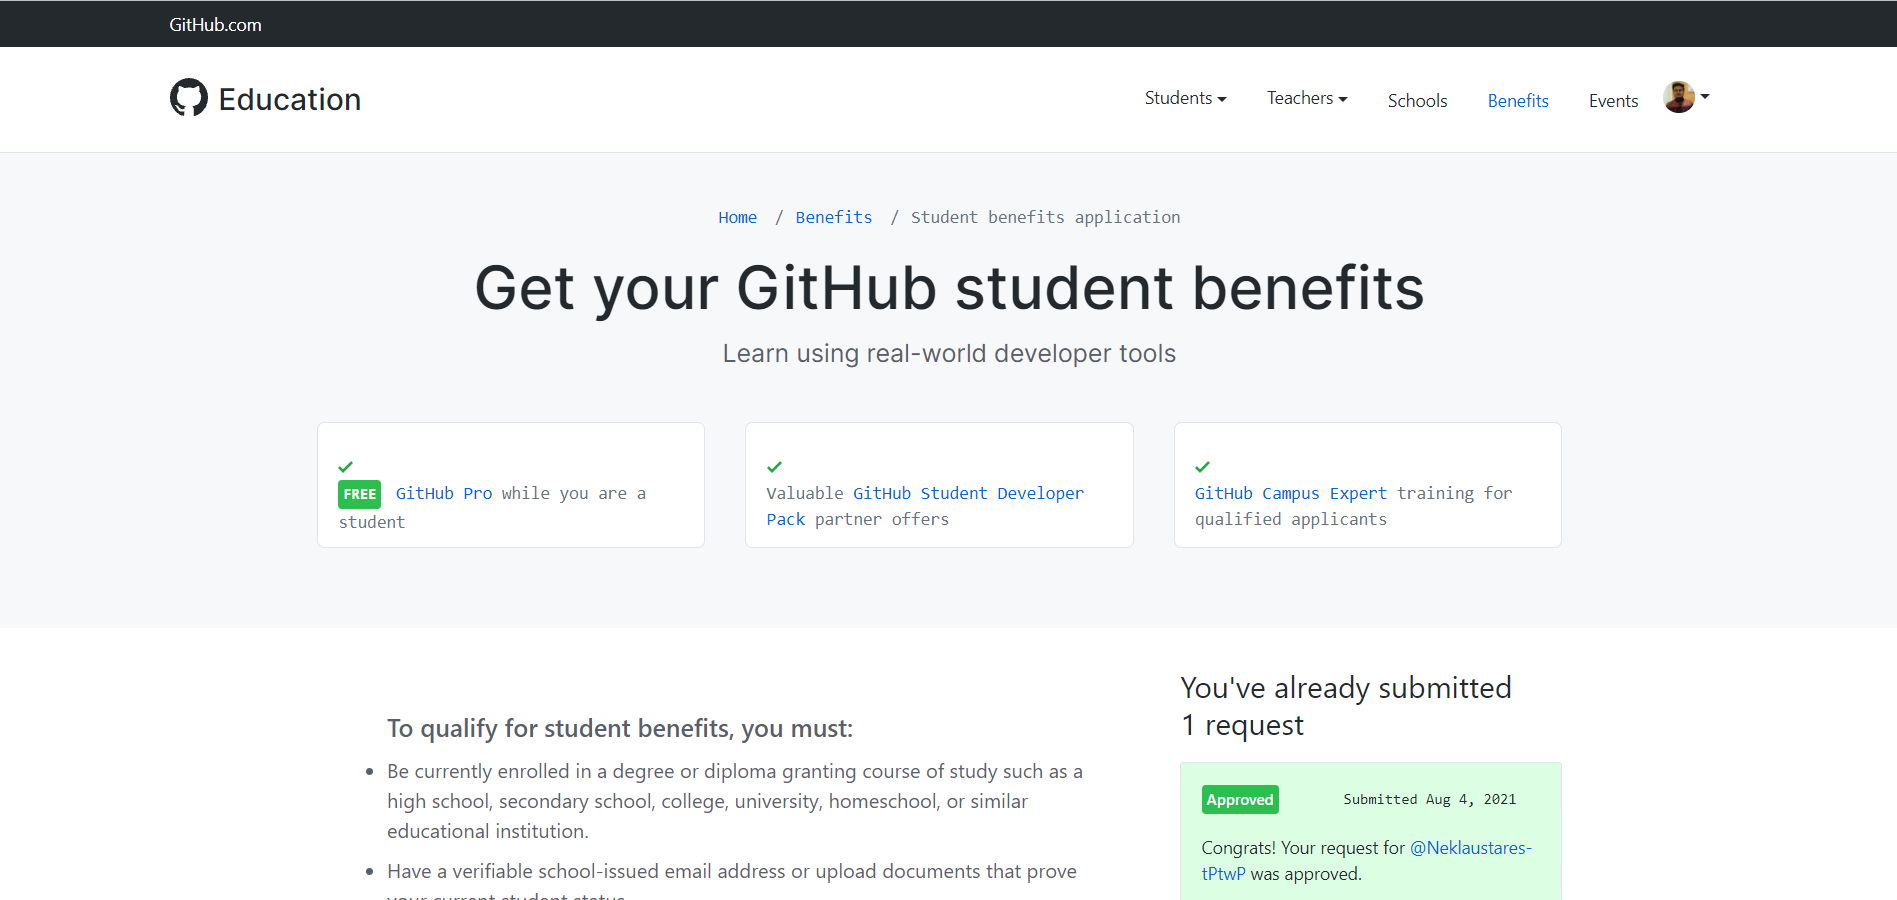 GitHub.com
Education
Students
Teachers
Schools
Benefits
Events
Home / Benefits / Student benefits application
Get your GitHub student benefits
Learn using real-world developer tools
FREE GitHub Pro while you are a
student
Valuable GitHub Student Developer
Pack partner offers
GitHub Campus Expert training for
qualified applicants
To qualify for student benefits, you must:
Be currently enrolled in a degree or diploma granting course of study such as a
high school, secondary school, college, university, homeschool, or similar
educational institution.
Have a verifiable school-issued email address or upload documents that prove
your current student status
You've already submitted
1 request
Approved
Submitted Aug 4, 2021
Congrats! Your request for @Neklaustares-
tPtwP was approved.